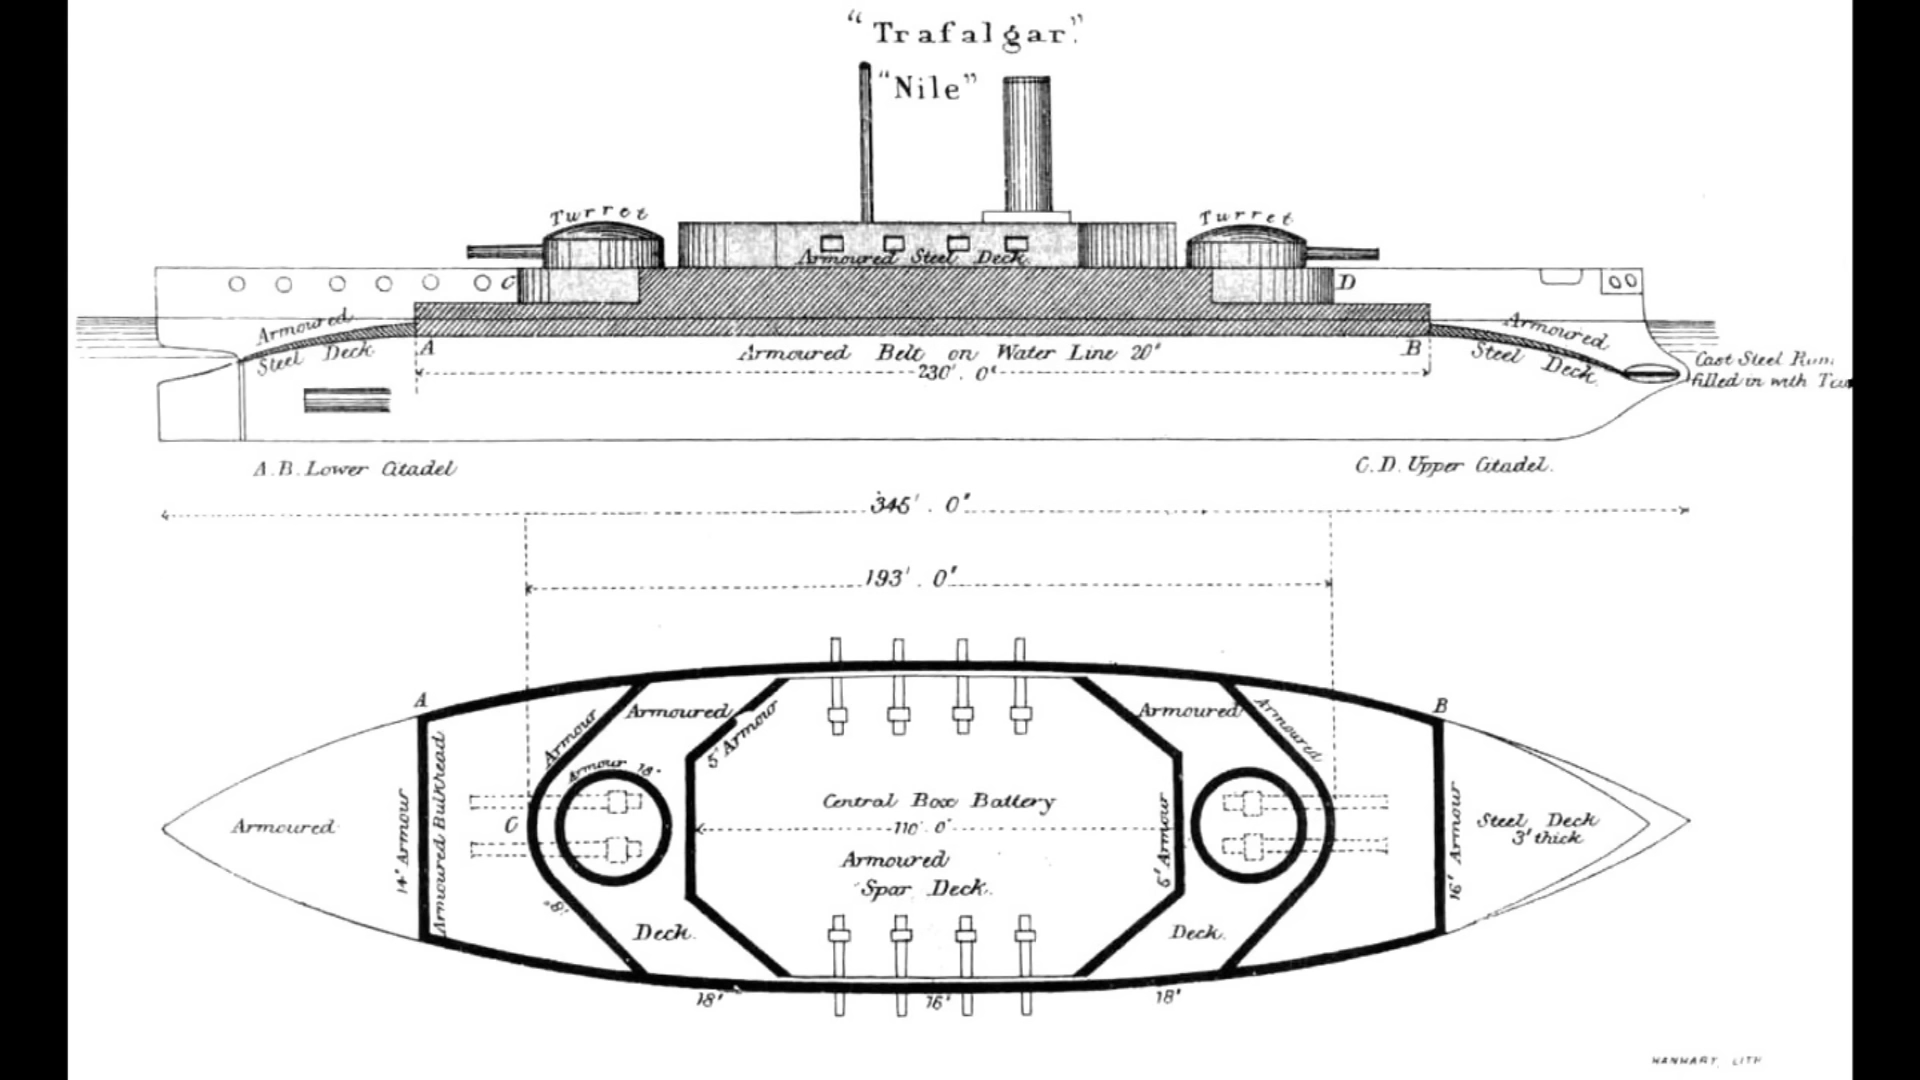 “Trafalgar.”
“Nile”
Turret
Turret
Armoured Steel Deck.
C
D
Armoured
Steel Deck.
A
Armoured Belt on Water Line 20"
B
Armoured
Steel Deck.
230'. 0"
Cast Steel Ram
filled in with
A.B. Lower Citadel
C.D. Upper Citadel.
345'. 0"
193'. 0"
A
B
Armour
Armoured
5" Armour
Armoured
Armoured
Armour 18"
Armoured
14" Armour
Armoured Bulkhead
C
Central Box Battery
110'. 0"
Armoured
Spar Deck.
Armour
16" Armour
Steel Deck
3' thick
Deck.
Deck.
18'
16'
18'
HANHART LITH